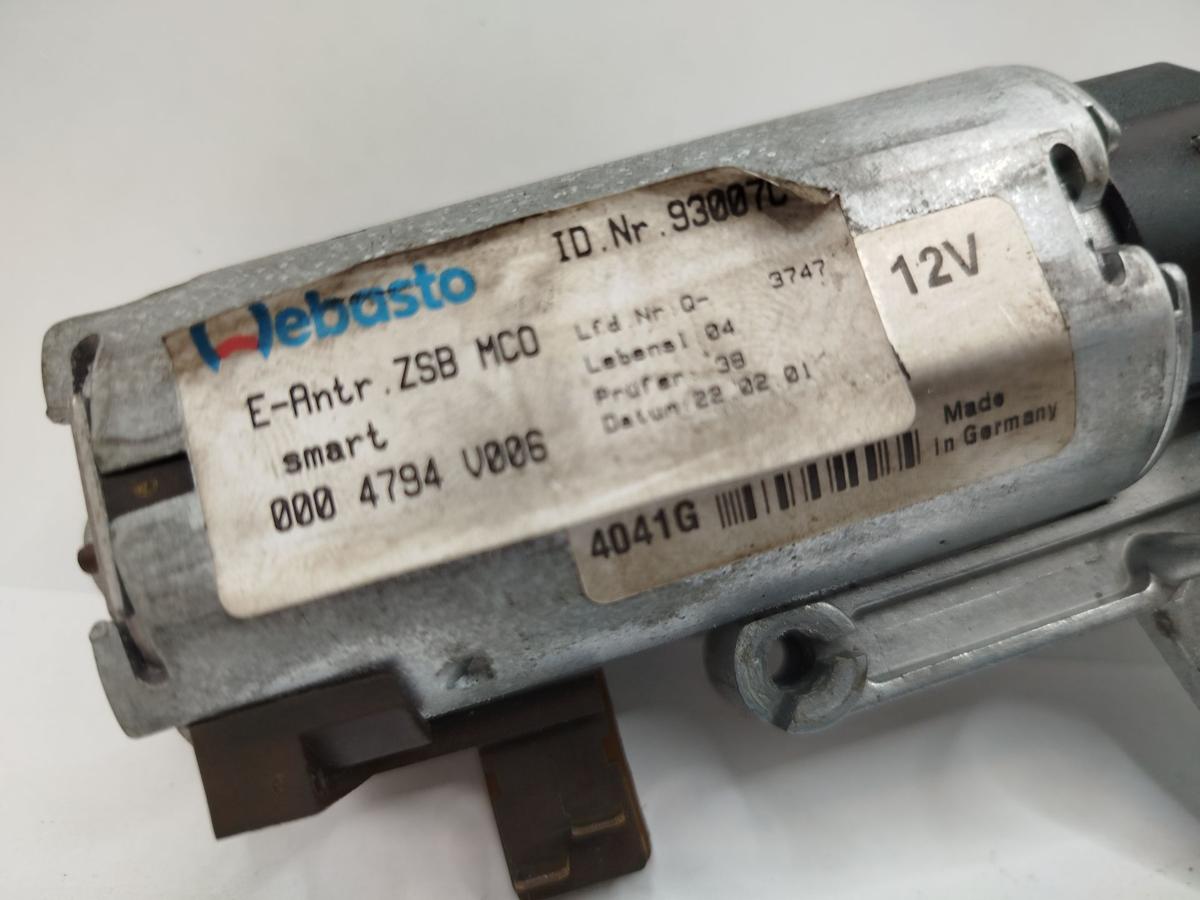 Webasto
ID.Nr.93007C
E-Antr.ZSB MCO
smart
000 4794 V006
Lfd.Nr.Q- 3747
Lebensl 04
Prüfer. 38
Datum 22 02 01
12V
Made
in Germany
4041G